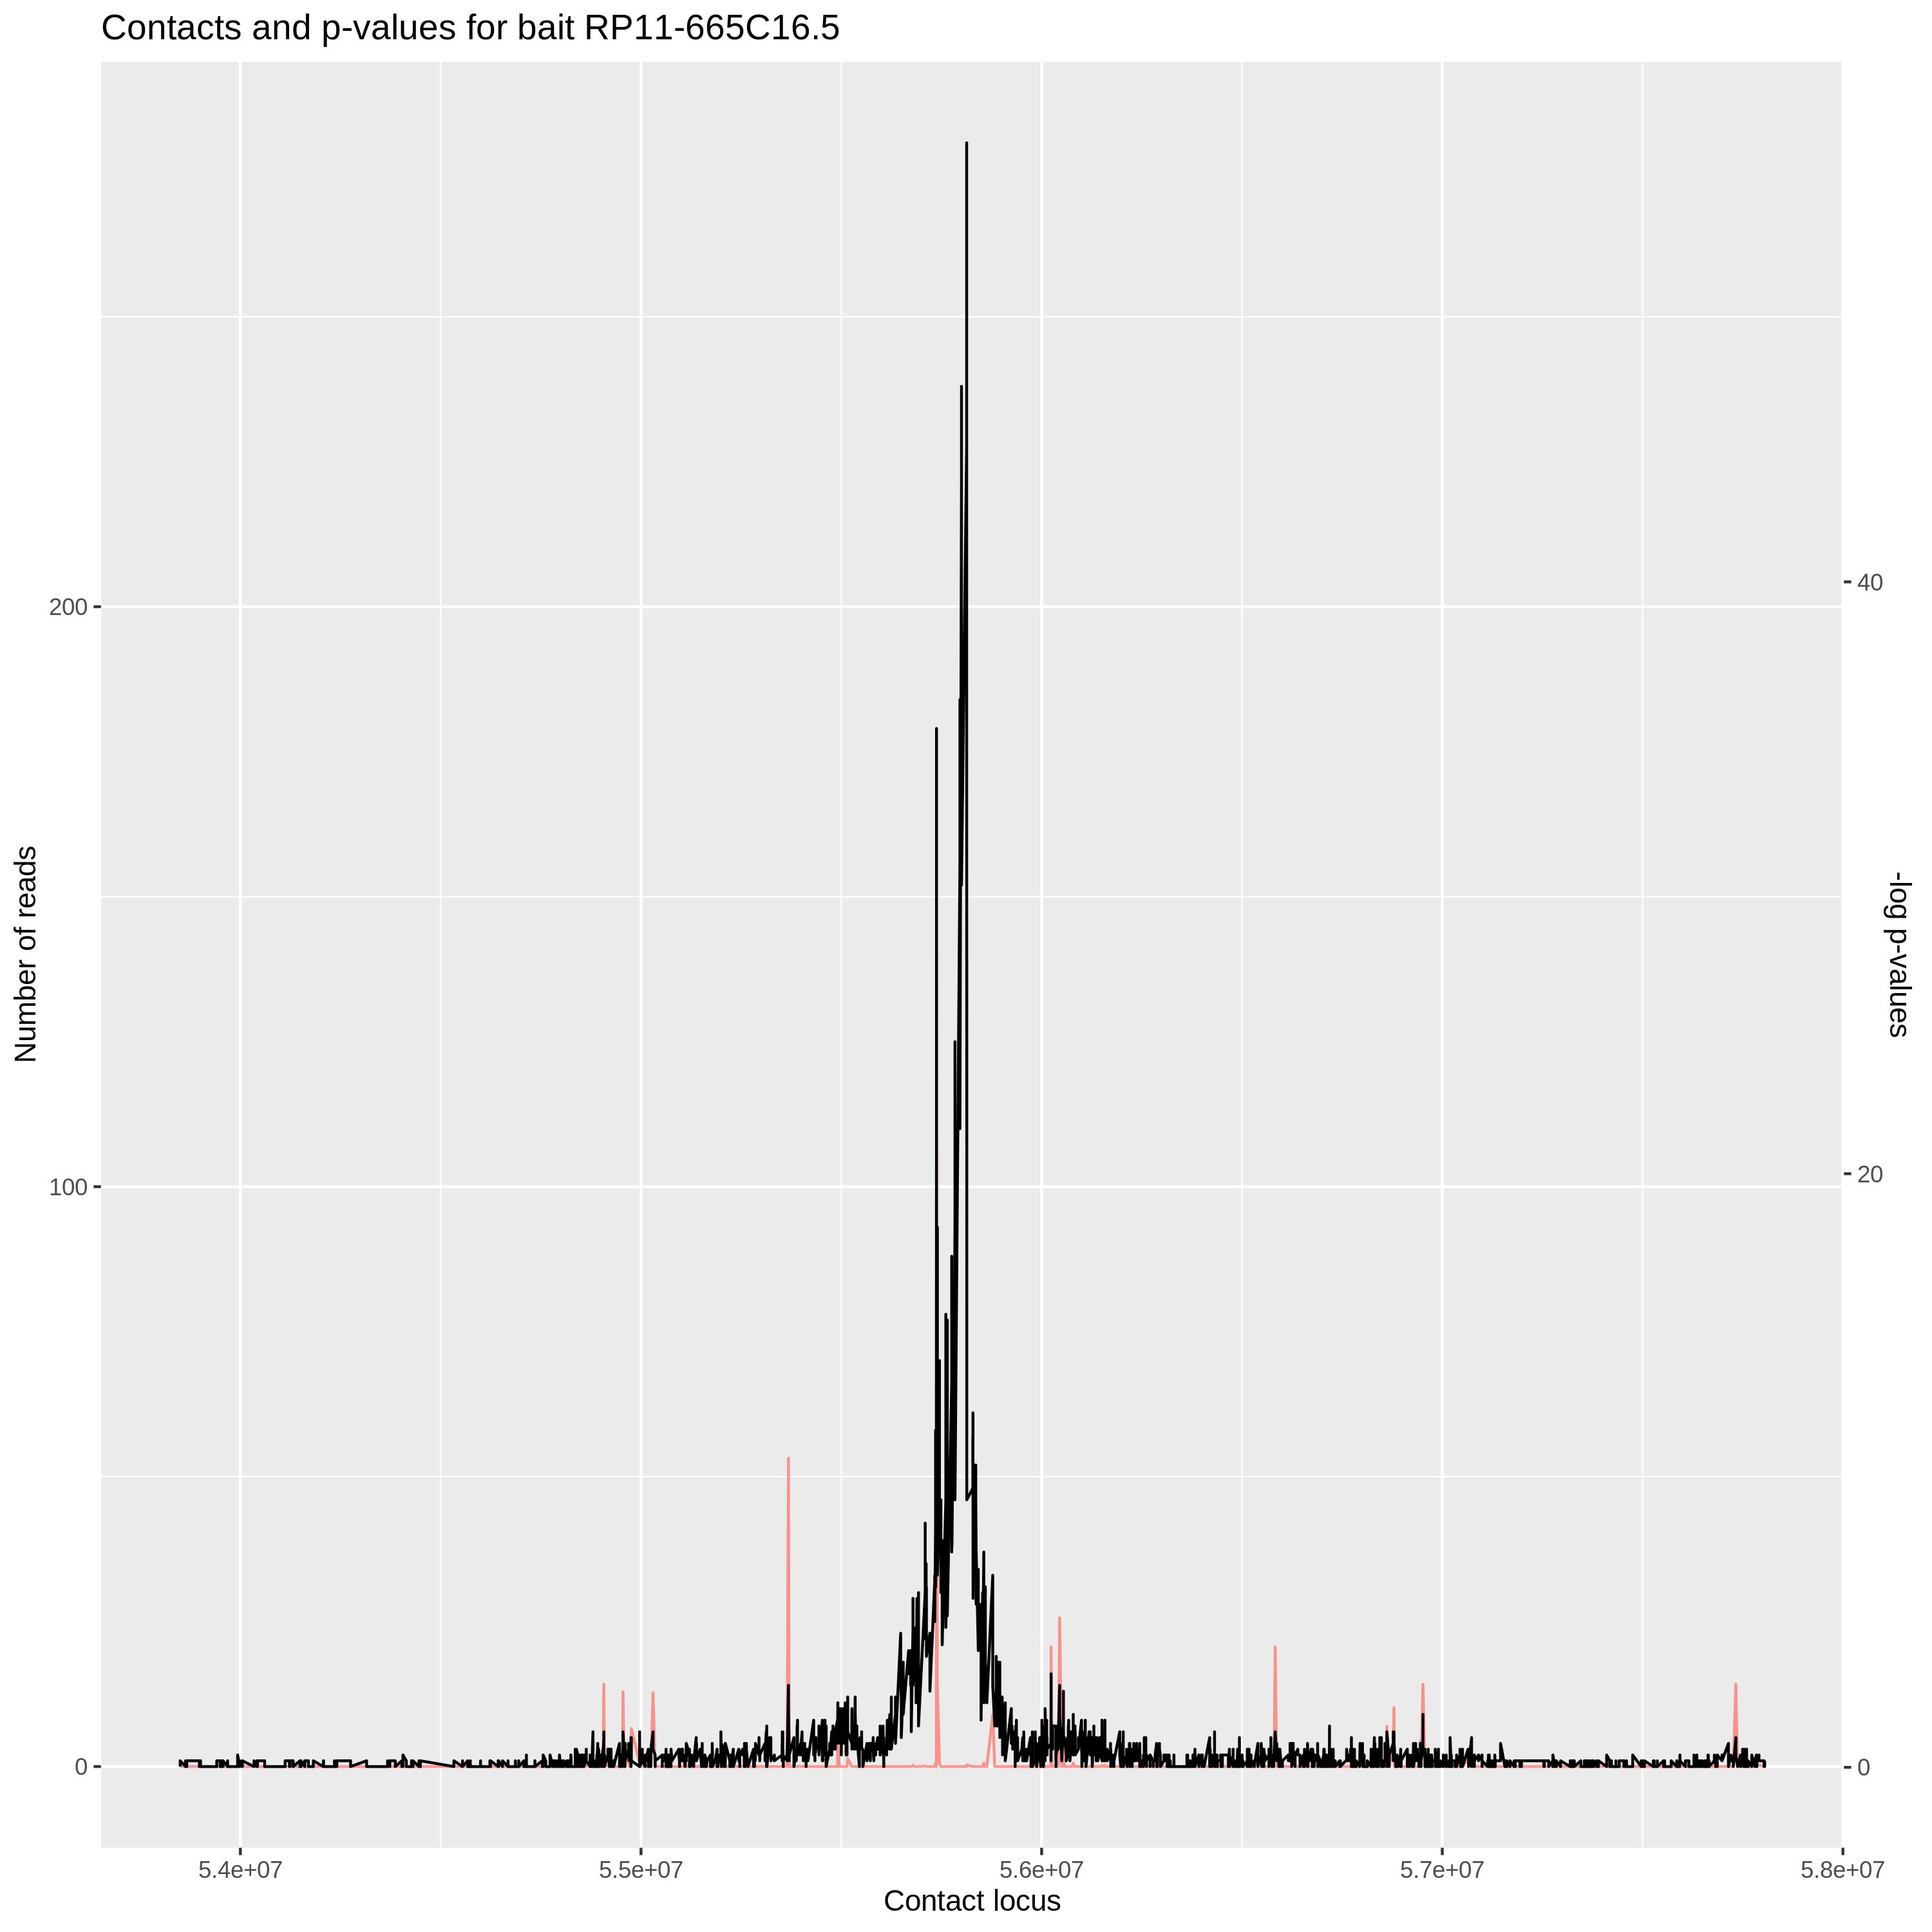 Contacts and p-values for bait RP11-665C16.5
Number of reads
200
100
0
40
20
0
-log p-values
5.4e+07
5.5e+07
5.6e+07
5.7e+07
5.8e+07
Contact locus